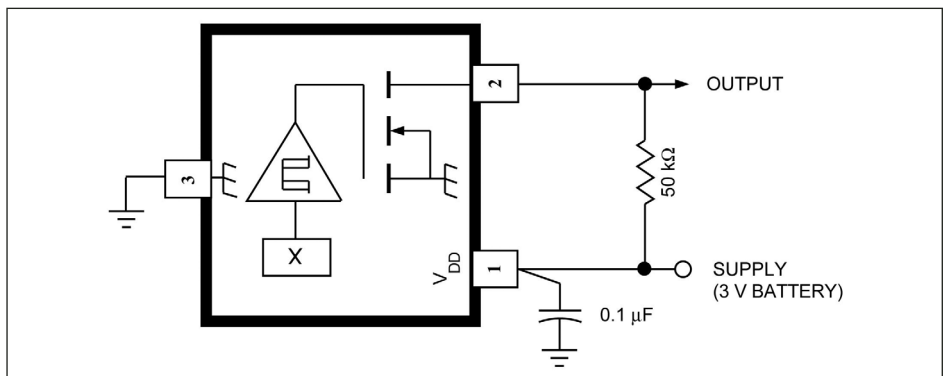 2
OUTPUT
50 kΩ
3
X
V DD
1
SUPPLY
(3 V BATTERY)
0.1 µF